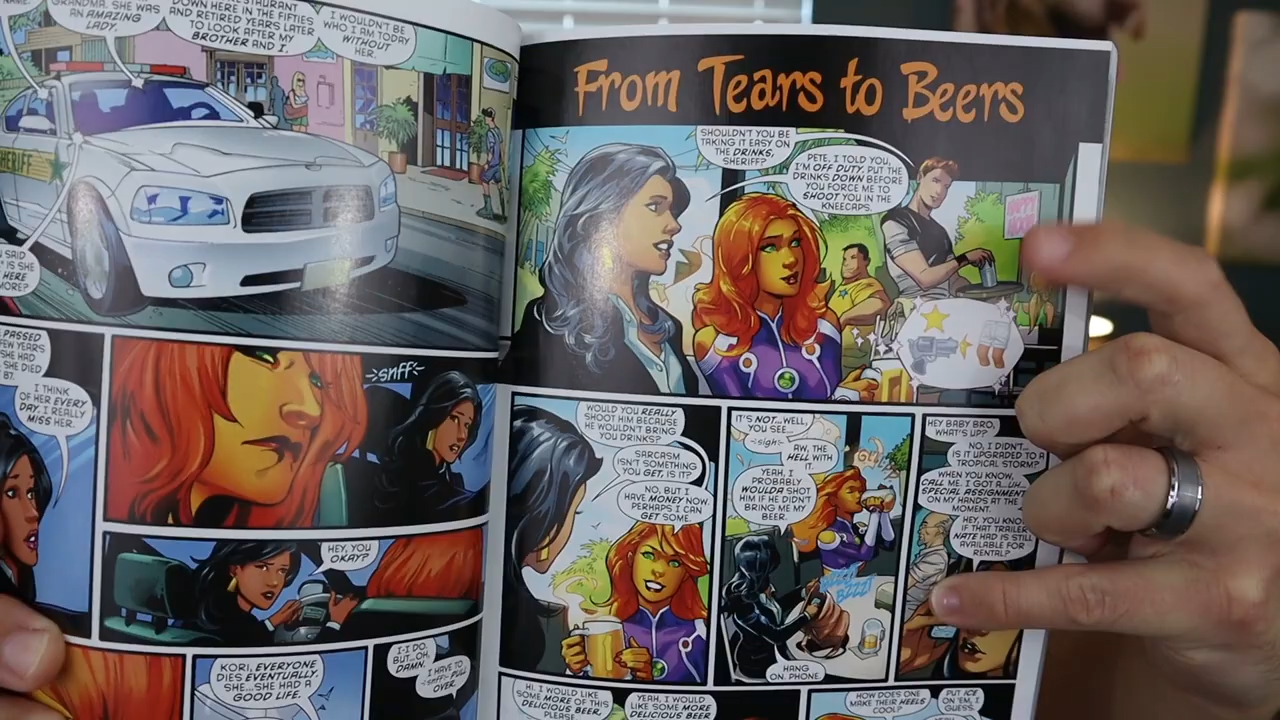 NAME.
GRANDMA. SHE WAS
AN AMAZING
LADY.
DOWN HERE IN THE FIFTIES
AND RETIRED YEARS LATER
TO LOOK AFTER MY
BROTHER AND I.
I WOULDN'T BE
WHO I AM TODAY
WITHOUT
HER.
SHERIFF
SAID
IS SHE
HERE
MORE?
PASSED
FEW YEARS
SHE HAD
SHE DIED
87.
I THINK
OF HER EVERY
DAY. I REALLY
MISS HER.
SNFF
HEY, YOU
OKAY?
KORI, EVERYONE
DIES EVENTUALLY.
SHE...SHE HAD A
GOOD LIFE.
I-I DO.
BUT...OH,
DAMN.
I HAVE TO
-SNFF- PULL
OVER.
From Tears to Beers
SHOULDN'T YOU BE
TAKING IT EASY ON
THE DRINKS,
SHERIFF?
PETE, I TOLD YOU,
I'M OFF DUTY. PUT THE
DRINKS DOWN BEFORE
YOU FORCE ME TO
SHOOT YOU IN THE
KNEECAPS.
HAPPY
HOUR
WOULD YOU REALLY
SHOOT HIM BECAUSE
HE WOULDN'T BRING
YOU DRINKS?
SARCASM
ISN'T SOMETHING
YOU GET, IS IT?
NO, BUT I
HAVE MONEY NOW.
PERHAPS I CAN
GET SOME.
IT'S NOT...WELL,
YOU SEE...
-SIGH-
AW, THE
HELL WITH
IT.
YEAH, I
PROBABLY
WOULDA SHOT
HIM IF HE DIDN'T
BRING ME MY
BEER.
BZZZT
HANG
ON. PHONE.
HEY BABY BRO,
WHAT'S UP?
NO, I DIDN'T...
IS IT UPGRADED TO A
TROPICAL STORM?
WHEN YOU KNOW,
CALL ME. I GOT A...UH...
SPECIAL ASSIGNMENT
ON MY HANDS AT THE
MOMENT.
HEY, YOU KNOW
IF THAT TRAILER
NATE HAD IS STILL
AVAILABLE FOR
RENTAL?
HI. I WOULD LIKE
SOME MORE OF THIS
DELICIOUS BEER,
PLEASE
YEAH, I WOULD
LIKE SOME MORE
DELICIOUS BEER
HOW DOES ONE
MAKE THEIR HEELS
COOL?
PUT ICE
ON 'EM, I
GUESS.